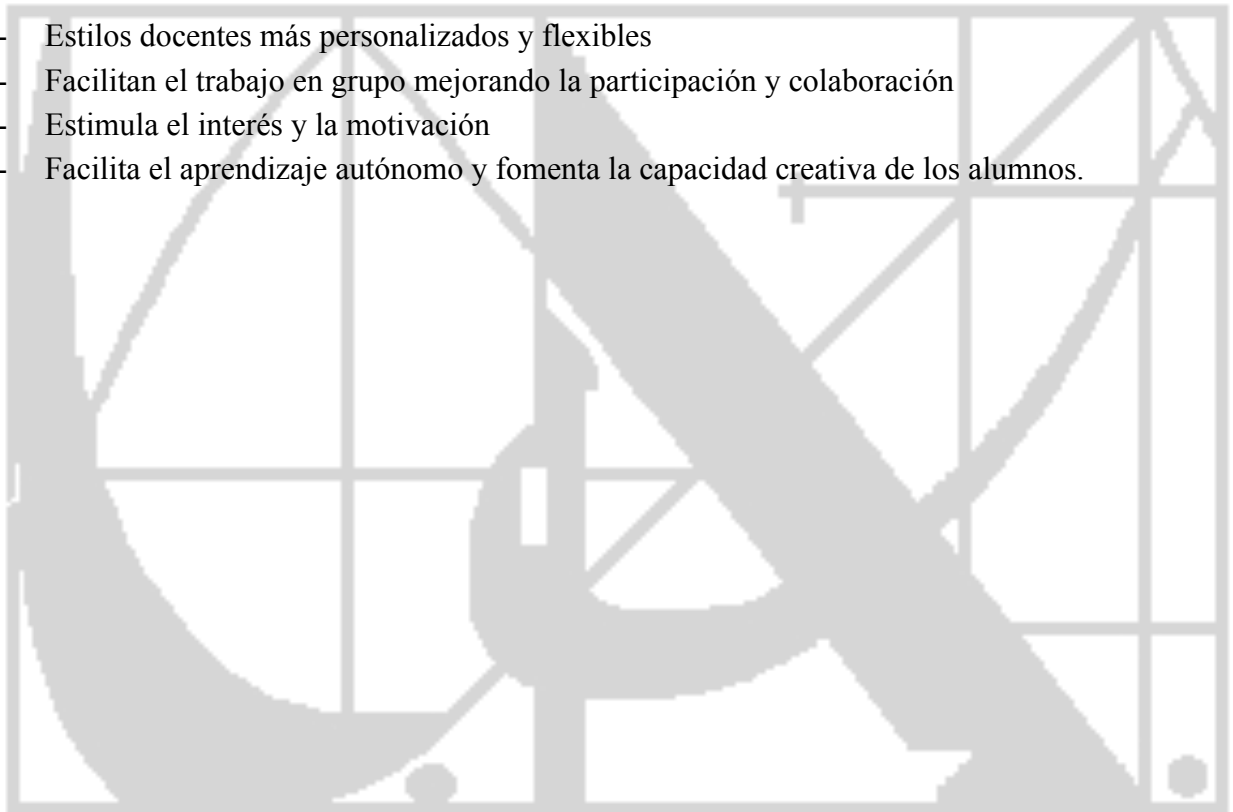 - Estilos docentes más personalizados y flexibles
- Facilitan el trabajo en grupo mejorando la participación y colaboración
- Estimula el interés y la motivación
- Facilita el aprendizaje autónomo y fomenta la capacidad creativa de los alumnos.